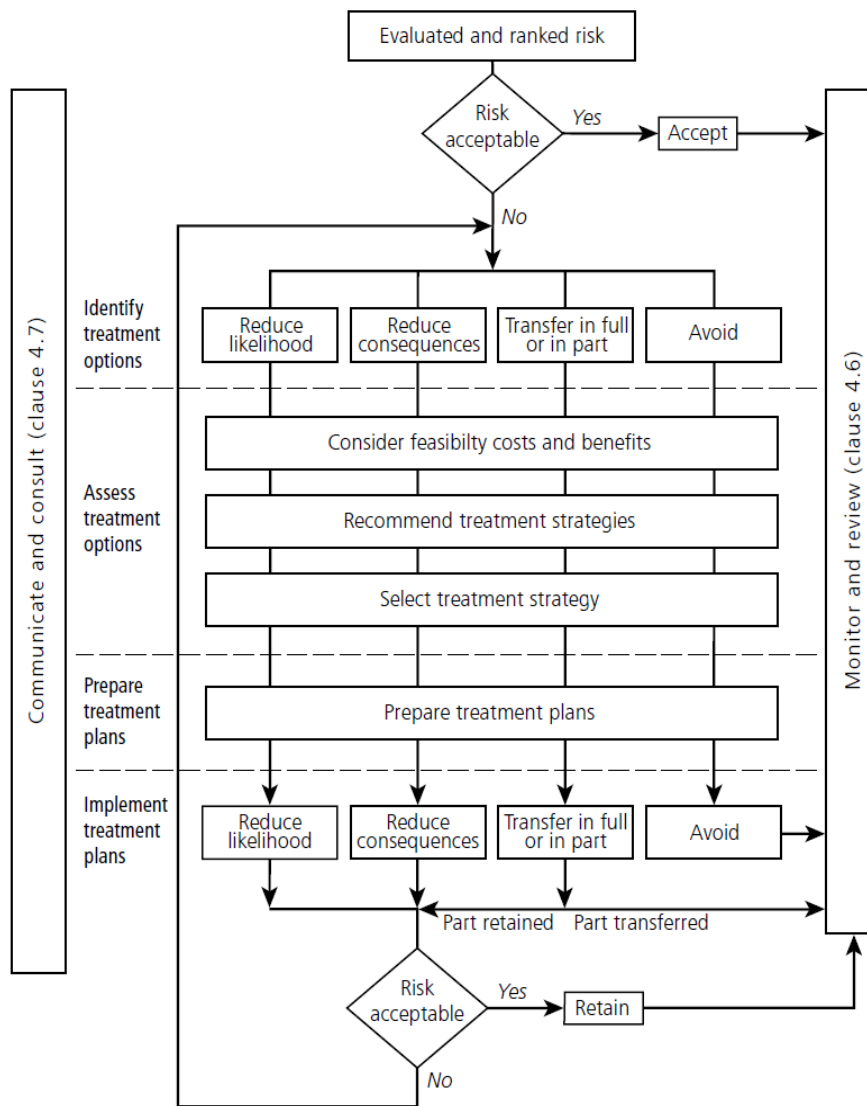 Evaluated and ranked risk
Risk
acceptable
Yes
Accept
No
Communicate and consult (clause 4.7)
Monitor and review (clause 4.6)
Identify
treatment
options
Reduce
likelihood
Reduce
consequences
Transfer in full
or in part
Avoid
Assess
treatment
options
Consider feasibilty costs and benefits
Recommend treatment strategies
Select treatment strategy
Prepare
treatment
plans
Prepare treatment plans
Implement
treatment
plans
Reduce
likelihood
Reduce
consequences
Transfer in full
or in part
Avoid
Part retained
Part transferred
Risk
acceptable
Yes
Retain
No